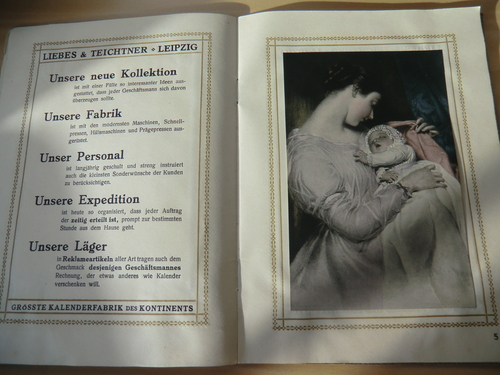 LIEBES & TEICHTNER ⋄ LEIPZIG
Unsere neue Kollektion
ist mit einer Fülle so interessanter Ideen aus-
gestattet, dass jeder Geschäftsmann sich davon
überzeugen sollte.
Unsere Fabrik
ist mit den modernsten Maschinen, Schnell-
pressen, Hülsmaschinen und Prägepressen aus-
gerüstet.
Unser Personal
ist langjährig geschult und streng instruiert
auch die kleinsten Sonderwünsche der Kunden
zu berücksichtigen.
Unsere Expedition
ist heute so organisiert, dass jeder Auftrag
der zeitig erteilt ist, prompt zur bestimmten
Stunde aus dem Hause geht.
Unsere Läger
in Reklameartikeln aller Art tragen auch dem
Geschmack desjenigen Geschäftsmannes
Rechnung, der etwas anderes wie Kalender
verschenken will.
GRÖSSTE KALENDERFABRIK DES KONTINENTS
5